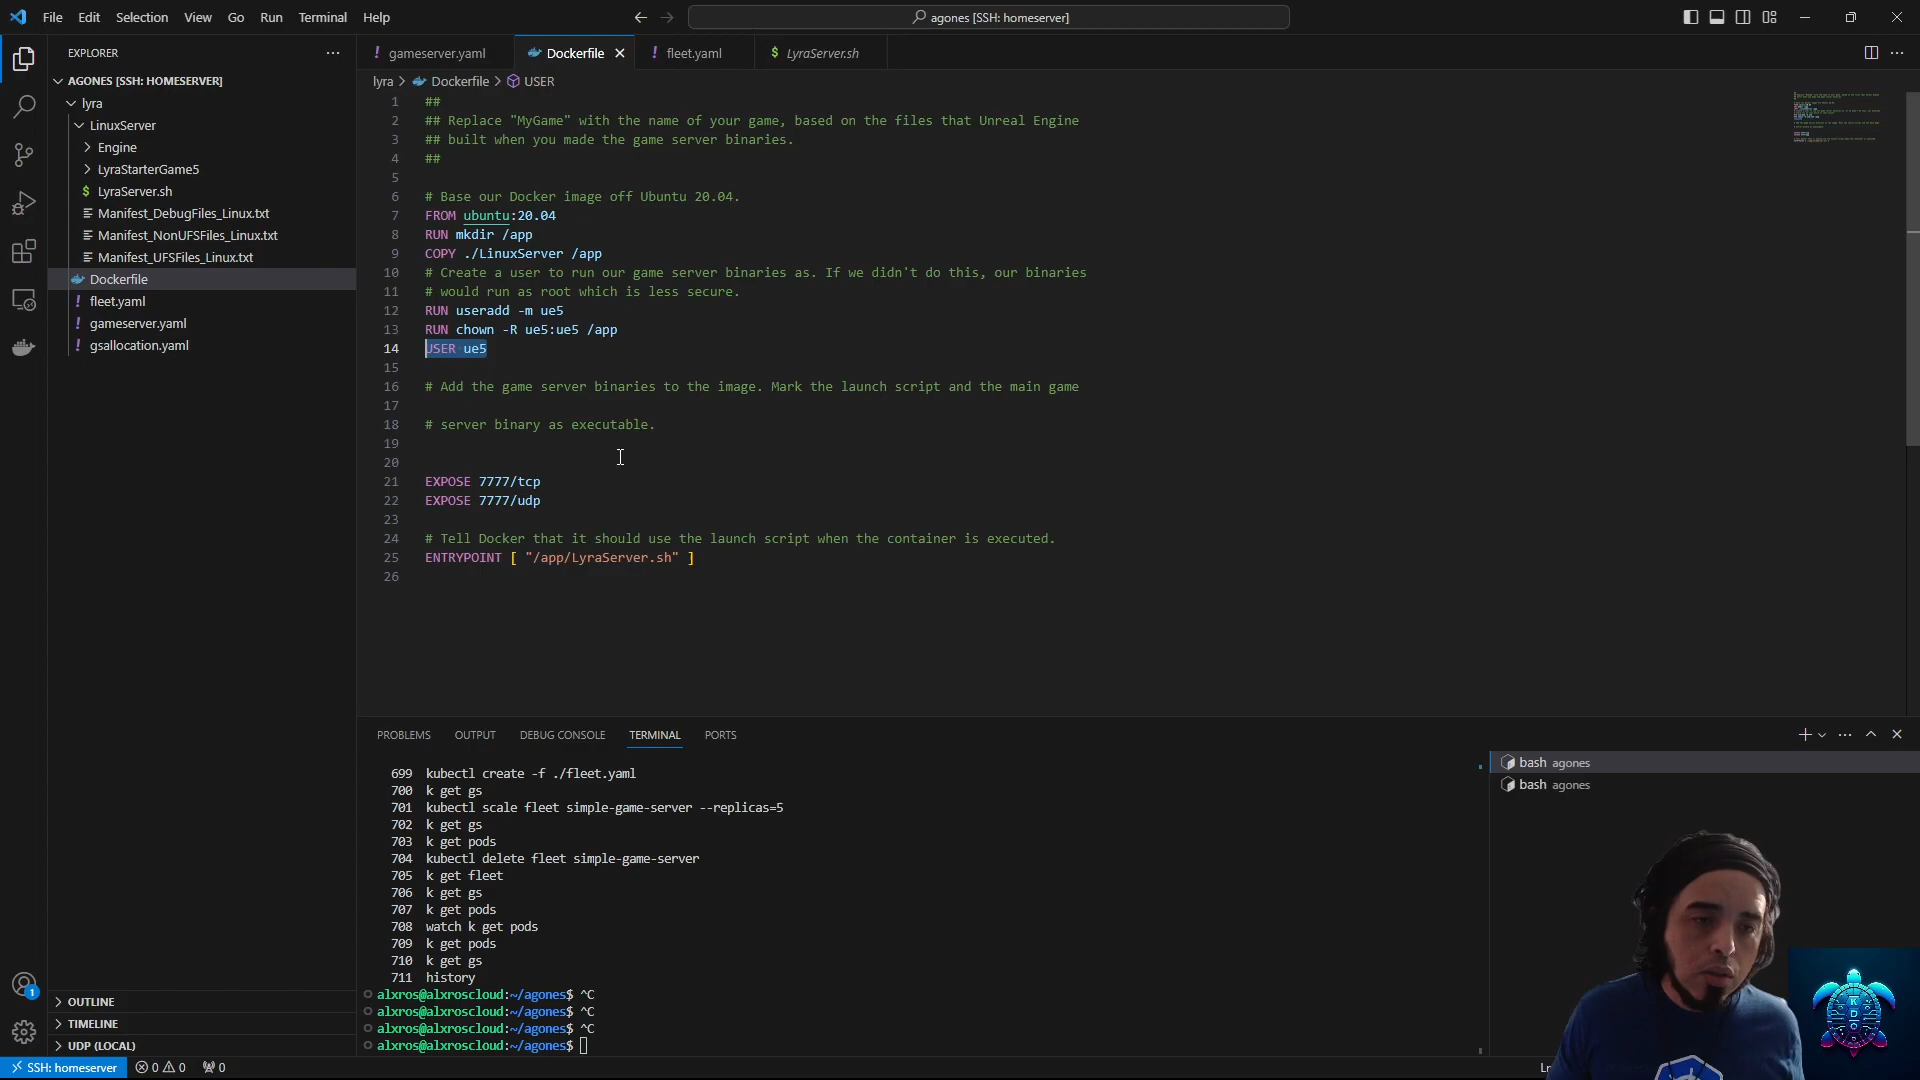 File Edit Selection View Go Run Terminal Help
agones [SSH: homeserver]
EXPLORER
AGONES [SSH: HOMESERVER]
lyra
LinuxServer
Engine
LyraStarterGame5
LyraServer.sh
Manifest_DebugFiles_Linux.txt
Manifest_NonUFSFiles_Linux.txt
Manifest_UFSFiles_Linux.txt
Dockerfile
fleet.yaml
gameserver.yaml
gsallocation.yaml
OUTLINE
TIMELINE
UDP (LOCAL)
1
gameserver.yaml Dockerfile fleet.yaml LyraServer.sh
lyra > Dockerfile > USER
1 ##
2 ## Replace "MyGame" with the name of your game, based on the files that Unreal Engine
3 ## built when you made the game server binaries.
4 ##
5
6 # Base our Docker image off Ubuntu 20.04.
7 FROM ubuntu:20.04
8 RUN mkdir /app
9 COPY ./LinuxServer /app
10 # Create a user to run our game server binaries as. If we didn't do this, our binaries
11 # would run as root which is less secure.
12 RUN useradd -m ue5
13 RUN chown -R ue5:ue5 /app
14 USER ue5
15
16 # Add the game server binaries to the image. Mark the launch script and the main game
17
18 # server binary as executable.
19
20
21 EXPOSE 7777/tcp
22 EXPOSE 7777/udp
23
24 # Tell Docker that it should use the launch script when the container is executed.
25 ENTRYPOINT [ "/app/LyraServer.sh" ]
26
PROBLEMS OUTPUT DEBUG CONSOLE TERMINAL PORTS
699 kubectl create -f ./fleet.yaml
700 k get gs
701 kubectl scale fleet simple-game-server --replicas=5
702 k get gs
703 k get pods
704 kubectl delete fleet simple-game-server
705 k get fleet
706 k get gs
707 k get pods
708 watch k get pods
709 k get pods
710 k get gs
711 history
alxros@alxroscloud:~/agones$ ^C
alxros@alxroscloud:~/agones$ ^C
alxros@alxroscloud:~/agones$ ^C
alxros@alxroscloud:~/agones$
bash agones
bash agones
K
D
O
SSH: homeserver 0 0 0
Ln